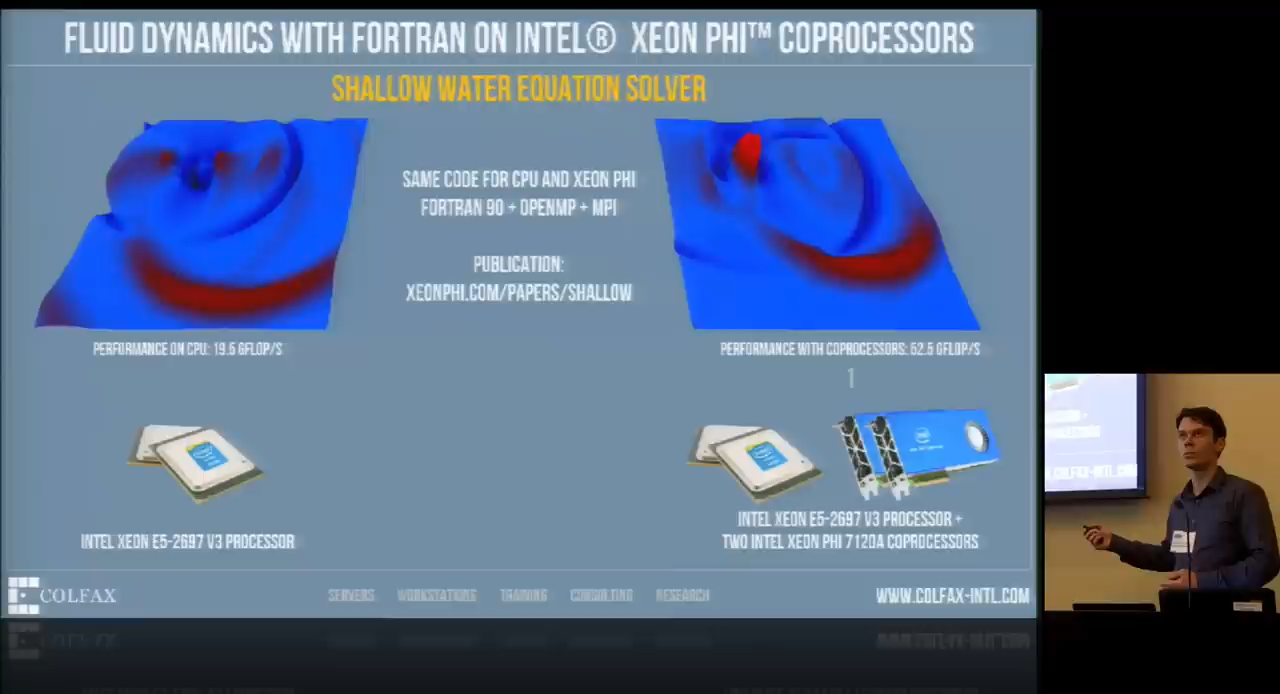 FLUID DYNAMICS WITH FORTRAN ON INTEL® XEON PHI™ COPROCESSORS
SHALLOW WATER EQUATION SOLVER
SAME CODE FOR CPU AND XEON PHI
FORTRAN 90 + OPENMP + MPI
PUBLICATION:
XEONPHI.COM/PAPERS/SHALLOW
PERFORMANCE ON CPU: 19.5 GFLOP/S
PERFORMANCE WITH COPROCESSORS: 52.5 GFLOP/S
1
INTEL XEON E5-2697 V3 PROCESSOR
INTEL XEON E5-2697 V3 PROCESSOR +
TWO INTEL XEON PHI 7120A COPROCESSORS
COLFAX
SERVERS WORKSTATIONS TRAINING CONSULTING RESEARCH
WWW.COLFAX-INTL.COM